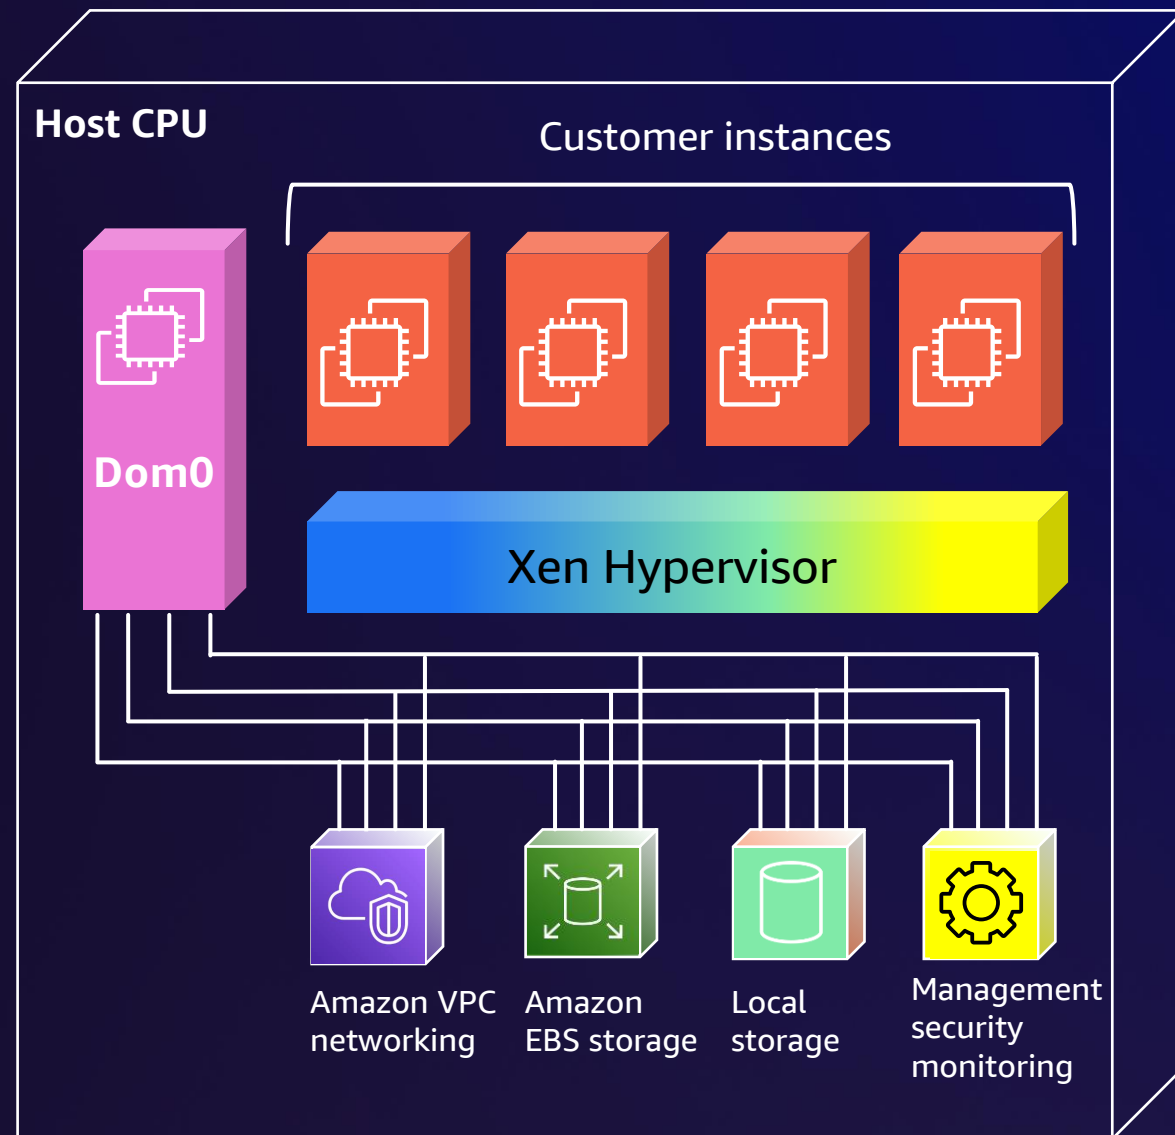 Host CPU
Customer instances
Dom0
Xen Hypervisor
Amazon VPC
networking
Amazon
EBS storage
Local
storage
Management
security
monitoring